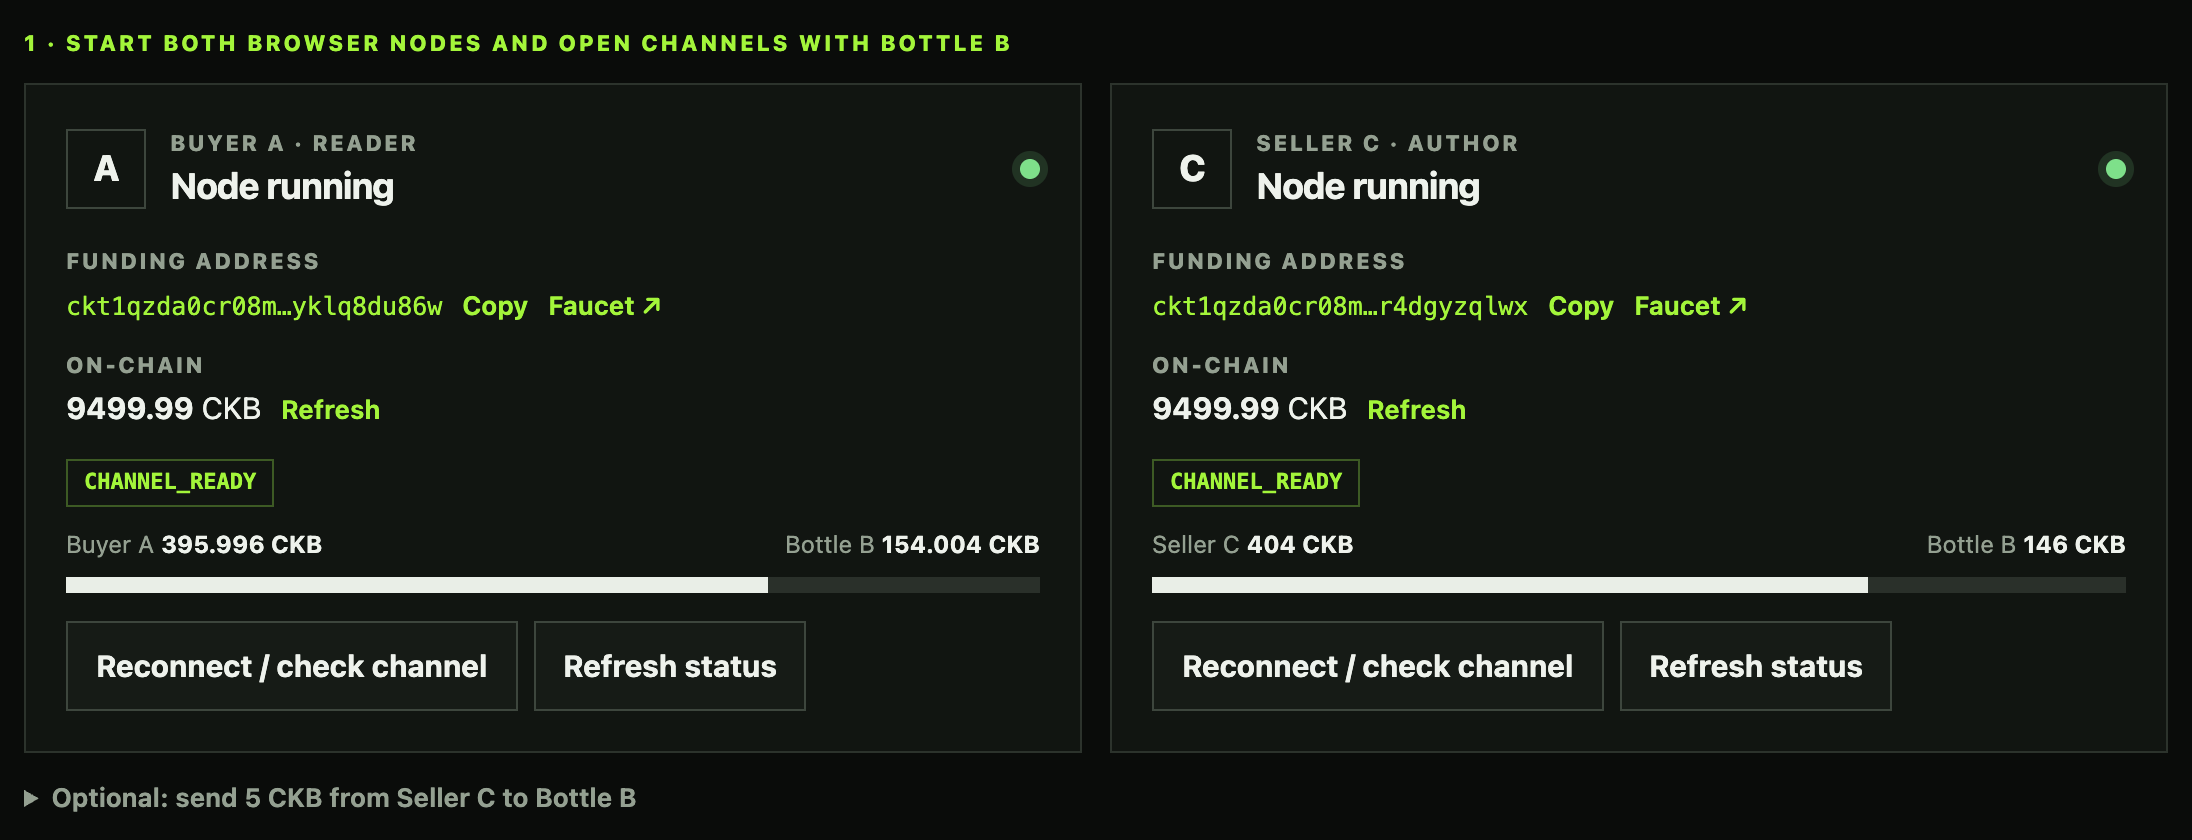 1 · START BOTH BROWSER NODES AND OPEN CHANNELS WITH BOTTLE B
A
BUYER A · READER
Node running
FUNDING ADDRESS
ckt1qzda0cr08m…yklq8du86w Copy Faucet ↗
ON-CHAIN
9499.99 CKB Refresh
CHANNEL_READY
Buyer A 395.996 CKB
Bottle B 154.004 CKB
Reconnect / check channel
Refresh status
C
SELLER C · AUTHOR
Node running
FUNDING ADDRESS
ckt1qzda0cr08m…r4dgyzqlwx Copy Faucet ↗
ON-CHAIN
9499.99 CKB Refresh
CHANNEL_READY
Seller C 404 CKB
Bottle B 146 CKB
Reconnect / check channel
Refresh status
▶ Optional: send 5 CKB from Seller C to Bottle B